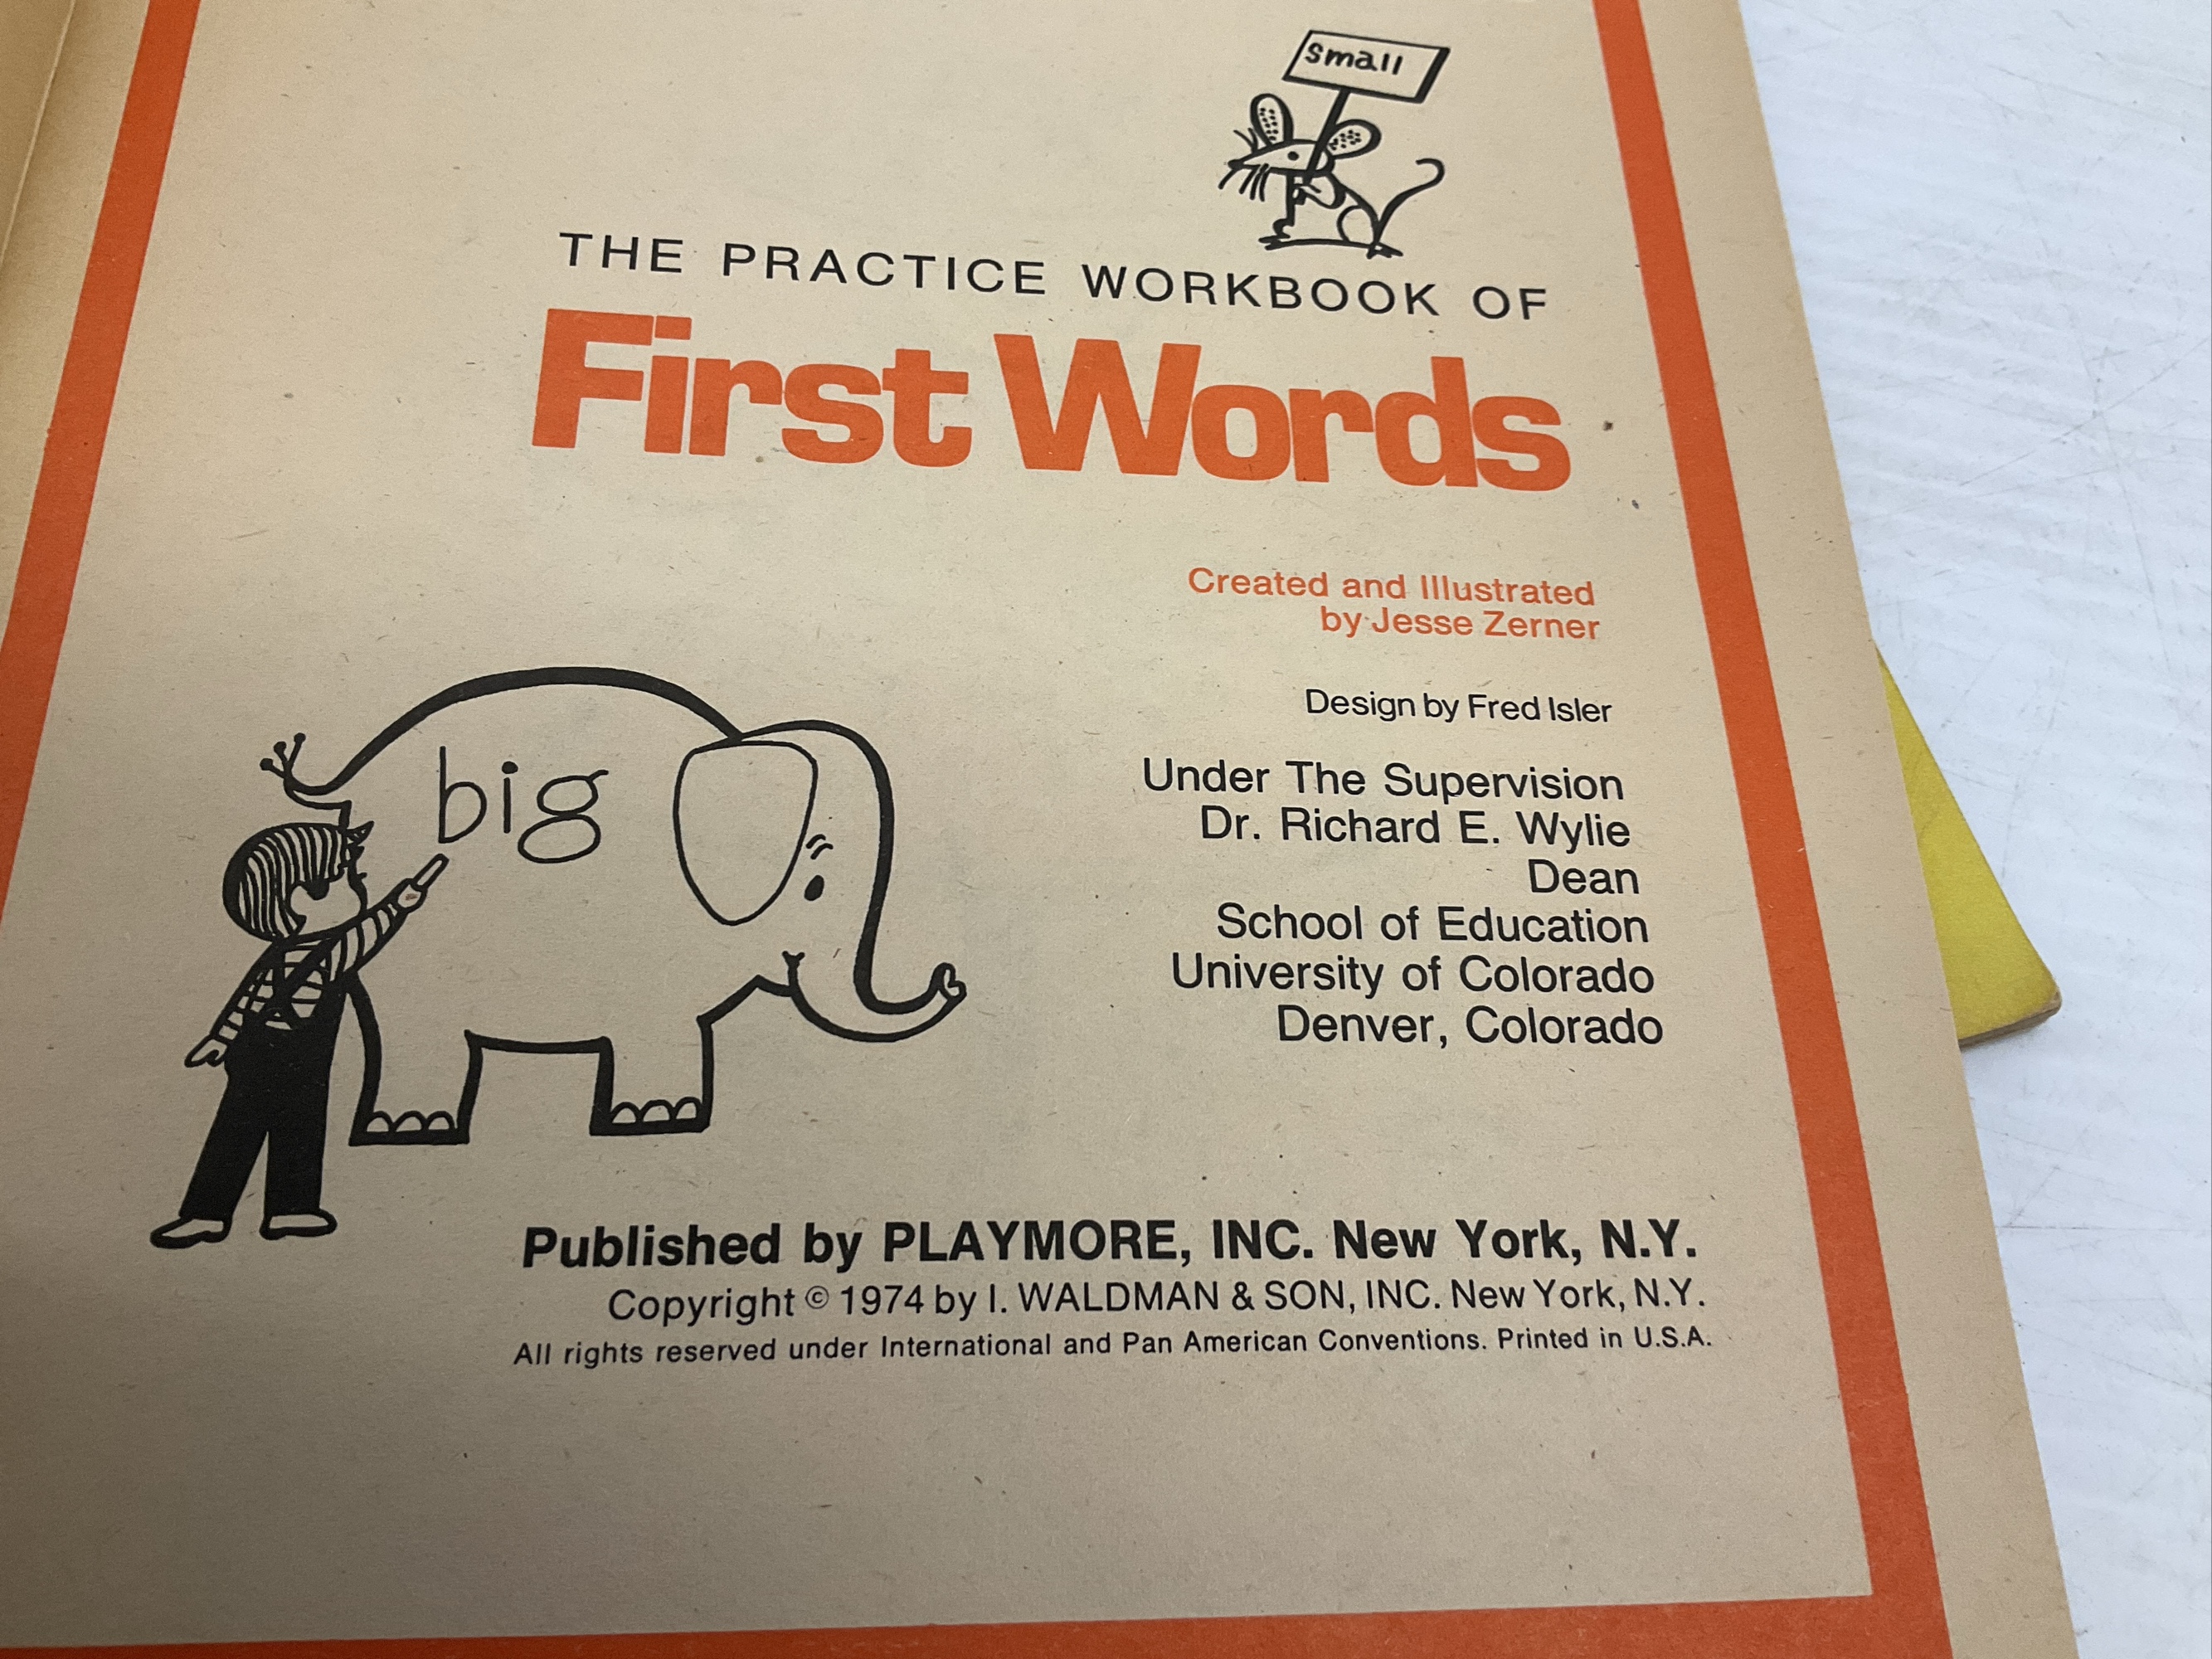 small
THE PRACTICE WORKBOOK OF
First Words
Created and Illustrated
by Jesse Zerner
Design by Fred Isler
big
Under The Supervision
Dr. Richard E. Wylie
Dean
School of Education
University of Colorado
Denver, Colorado
Published by PLAYMORE, INC. New York, N.Y.
Copyright © 1974 by I. WALDMAN & SON, INC. New York, N.Y.
All rights reserved under International and Pan American Conventions. Printed in U.S.A.